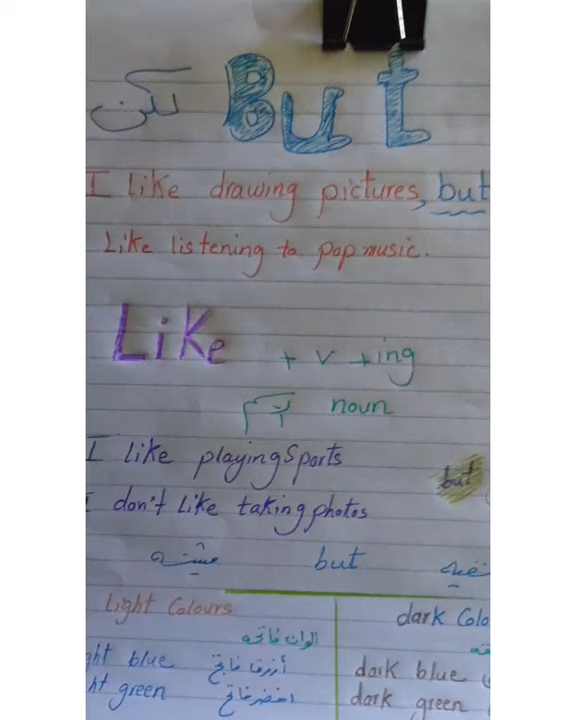 لكن But
I like drawing pictures, but
Like listening to pop music.
Like + v + ing
noun
I like playing Sports
but
I don't like taking photos
but
Light Colours
dark Colo
الوان فاتحه
ght blue أزرق فاتح
dark blue
ght green اخضر فاتح
dark green